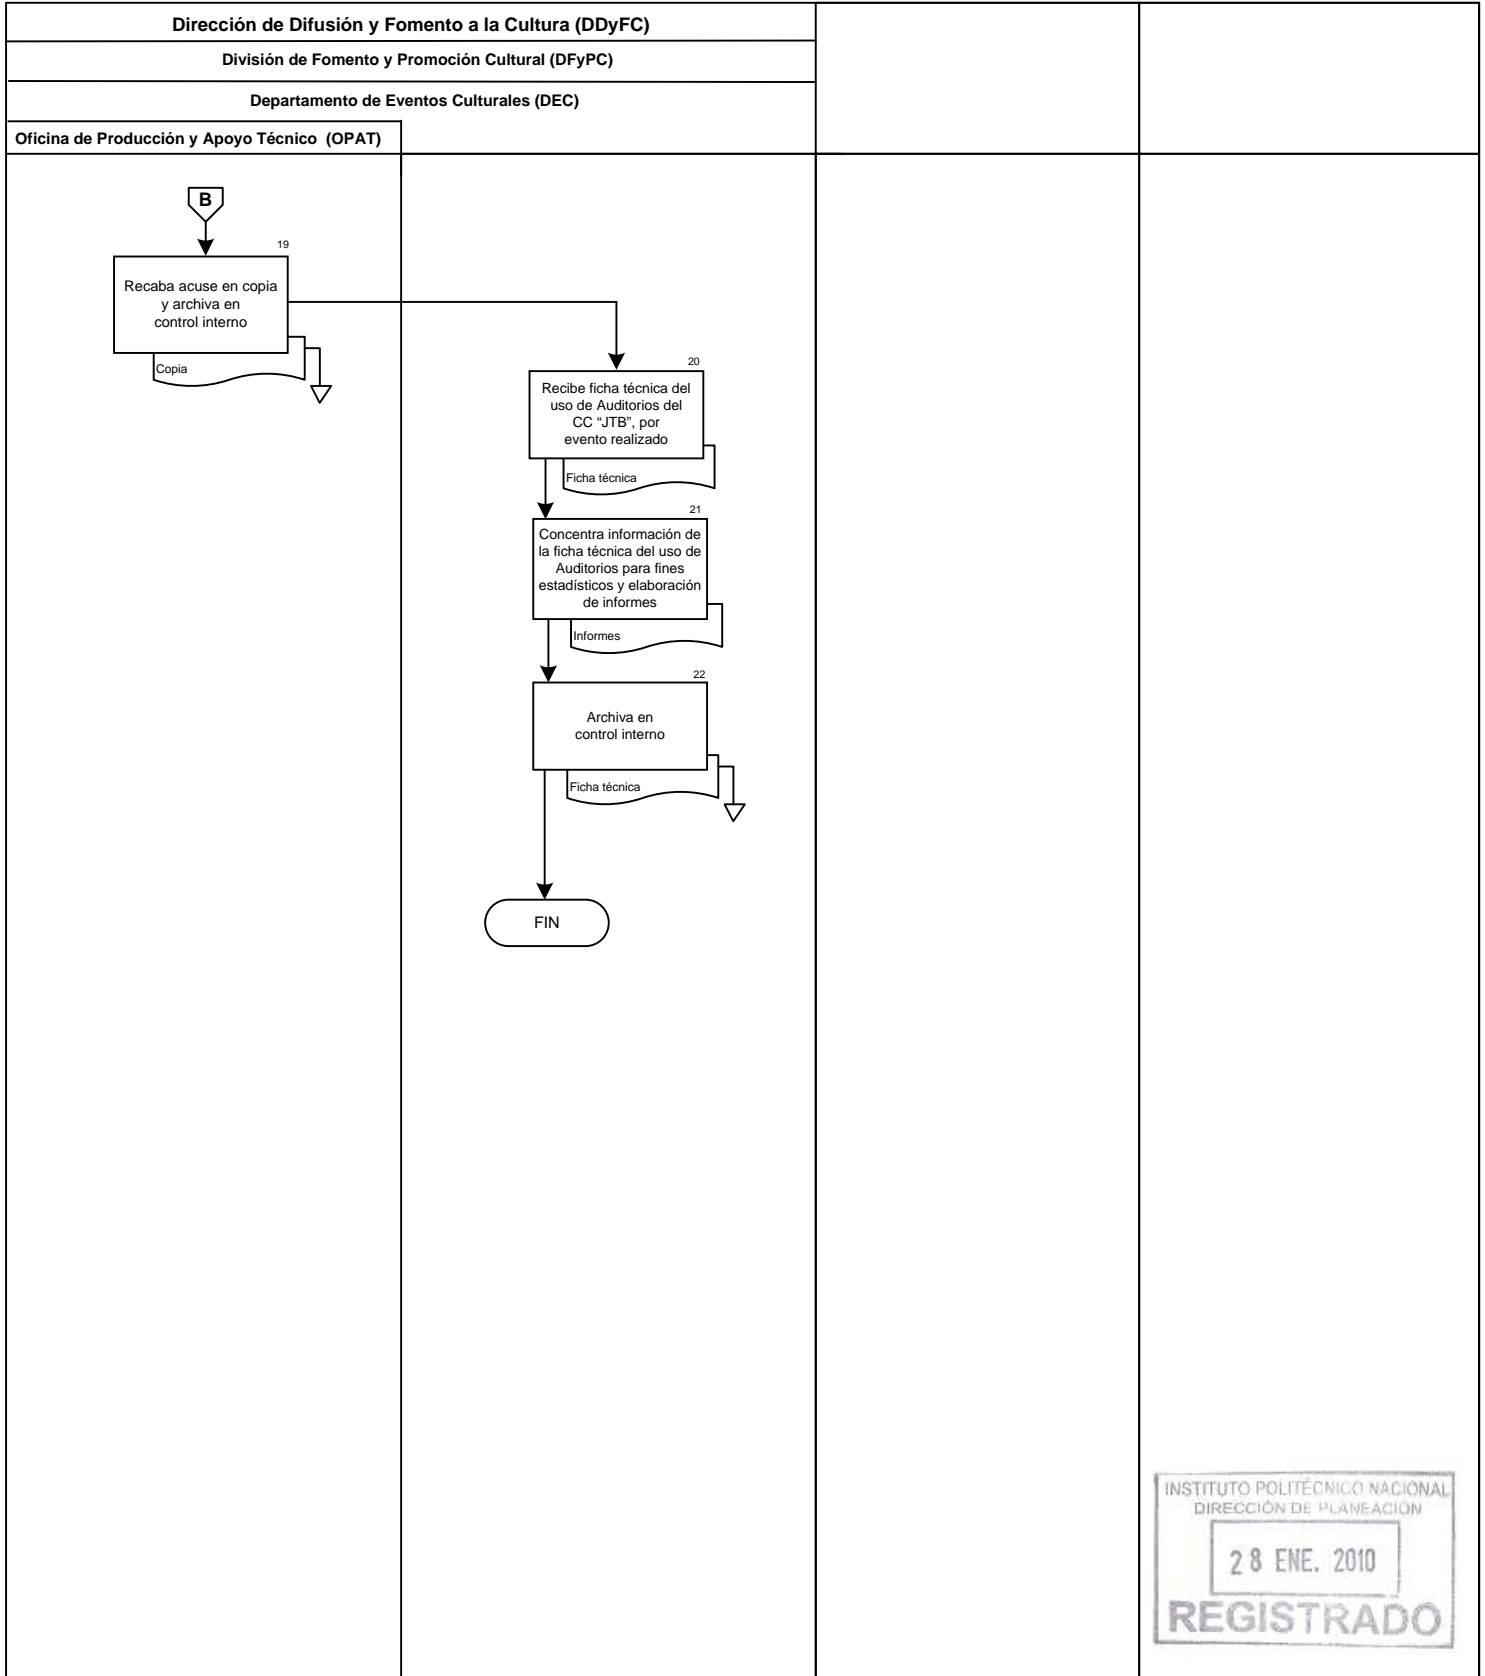 Dirección de Difusión y Fomento a la Cultura (DDyFC)
División de Fomento y Promoción Cultural (DFyPC)
Departamento de Eventos Culturales (DEC)
Oficina de Producción y Apoyo Técnico (OPAT)
B
19
Recaba acuse en copia
y archiva en
control interno
Copia
20
Recibe ficha técnica del
uso de Auditorios del
CC “JTB”, por
evento realizado
Ficha técnica
21
Concentra información de
la ficha técnica del uso de
Auditorios para fines
estadísticos y elaboración
de informes
Informes
22
Archiva en
control interno
Ficha técnica
FIN
INSTITUTO POLITÉCNICO NACIONAL
DIRECCIÓN DE PLANEACIÓN
28 ENE. 2010
REGISTRADO